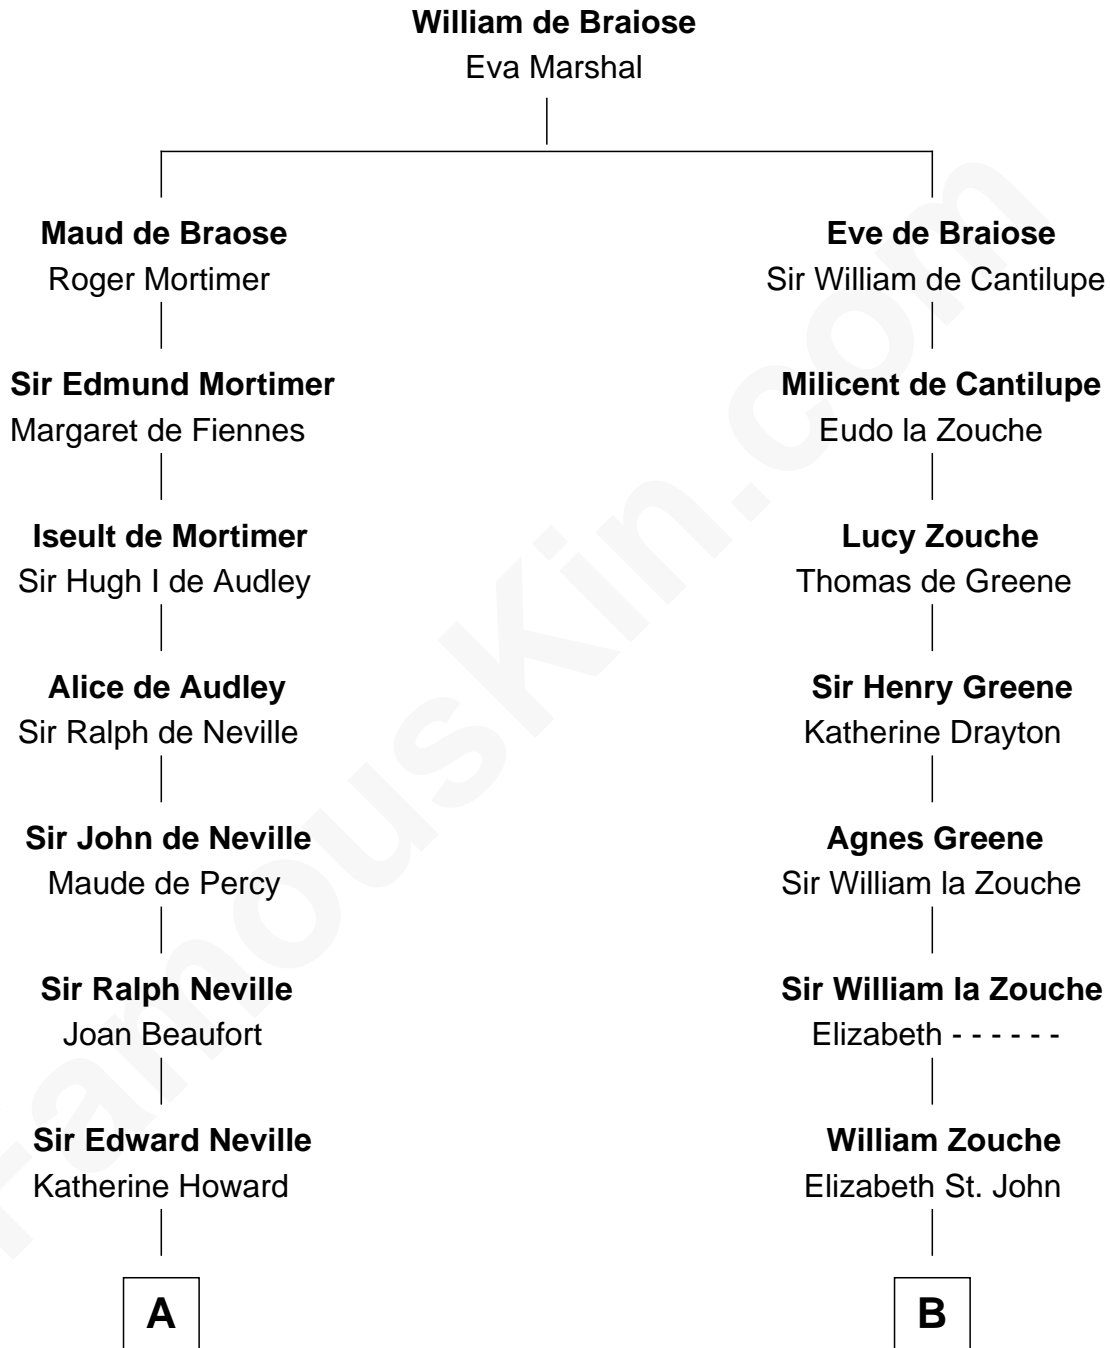 William de Braiose
Eva Marshal
Maud de Braose
Roger Mortimer
Eve de Braiose
Sir William de Cantilupe
Sir Edmund Mortimer
Margaret de Fiennes
Milicent de Cantilupe
Eudo la Zouche
Iseult de Mortimer
Sir Hugh I de Audley
Lucy Zouche
Thomas de Greene
Alice de Audley
Sir Ralph de Neville
Sir Henry Greene
Katherine Drayton
Sir John de Neville
Maude de Percy
Agnes Greene
Sir William la Zouche
Sir Ralph Neville
Joan Beaufort
Sir William la Zouche
Elizabeth - - - - - -
Sir Edward Neville
Katherine Howard
William Zouche
Elizabeth St. John
A
B
FamousKin.com